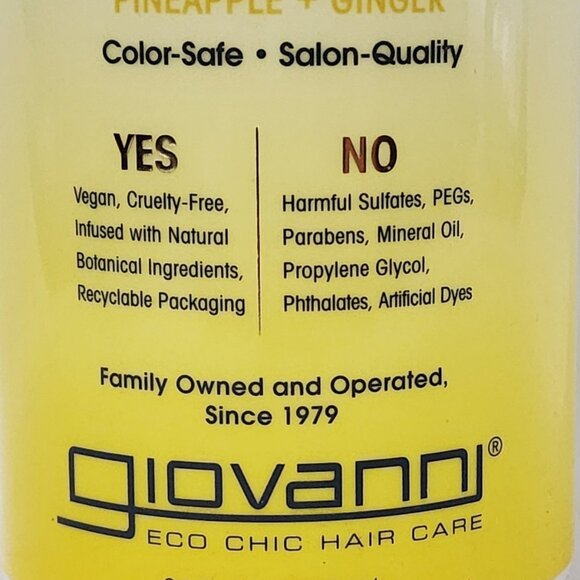 PINEAPPLE + GINGER
Color-Safe • Salon-Quality
YES
Vegan, Cruelty-Free,
Infused with Natural
Botanical Ingredients,
Recyclable Packaging
NO
Harmful Sulfates, PEGs,
Parabens, Mineral Oil,
Propylene Glycol,
Phthalates, Artificial Dyes
Family Owned and Operated,
Since 1979
giovanni®
ECO CHIC HAIR CARE